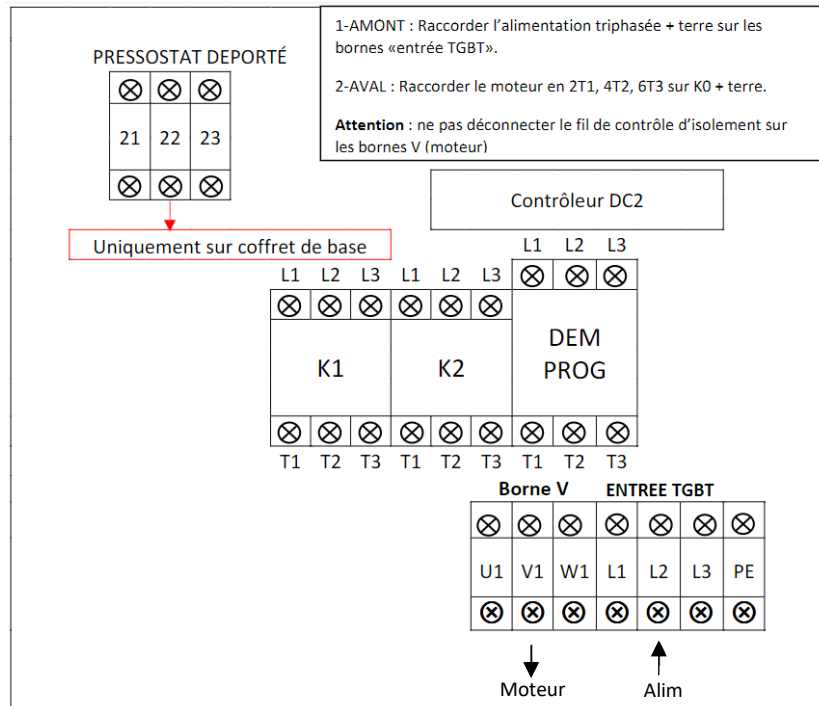 1-AMONT : Raccorder l’alimentation triphasée + terre sur les
bornes «entrée TGBT».
2-AVAL : Raccorder le moteur en 2T1, 4T2, 6T3 sur K0 + terre.
Attention : ne pas déconnecter le fil de contrôle d’isolement sur
les bornes V (moteur)
PRESSOSTAT DEPORTÉ
21 22 23
Uniquement sur coffret de base
Contrôleur DC2
L1 L2 L3
L1 L2 L3 L1 L2 L3
K1 K2 DEM
PROG
T1 T2 T3 T1 T2 T3 T1 T2 T3
Borne V ENTREE TGBT
U1 V1 W1 L1 L2 L3 PE
Moteur Alim